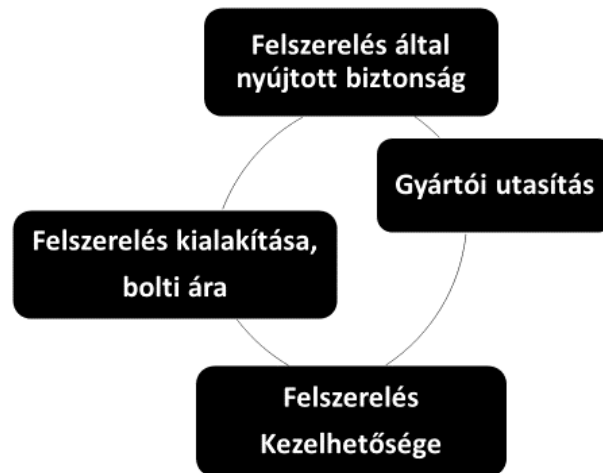 Felszerelés által
nyújtott biztonság
Gyártói utasítás
Felszerelés kialakítása,
bolti ára
Felszerelés
Kezelhetősége